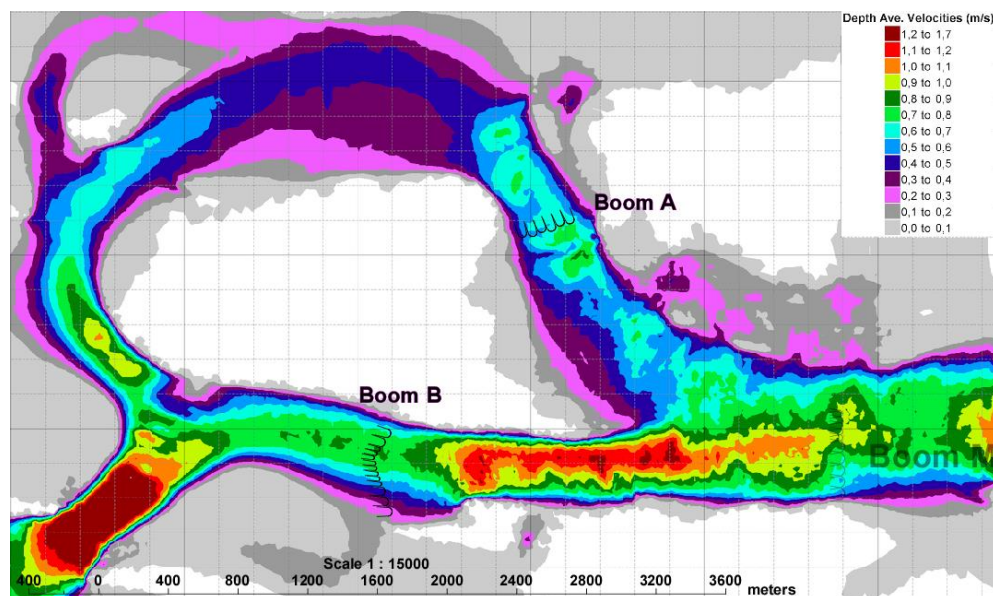 Depth Ave. Velocities (m/s)
1,2 to 1,7
1,1 to 1,2
1,0 to 1,1
0,9 to 1,0
0,8 to 0,9
0,7 to 0,8
0,6 to 0,7
0,5 to 0,6
0,4 to 0,5
0,3 to 0,4
0,2 to 0,3
0,1 to 0,2
0,0 to 0,1
Boom A
Boom B
Boom M
Scale 1 : 15000
400 0 400 800 1200 1600 2000 2400 2800 3200 3600
meters